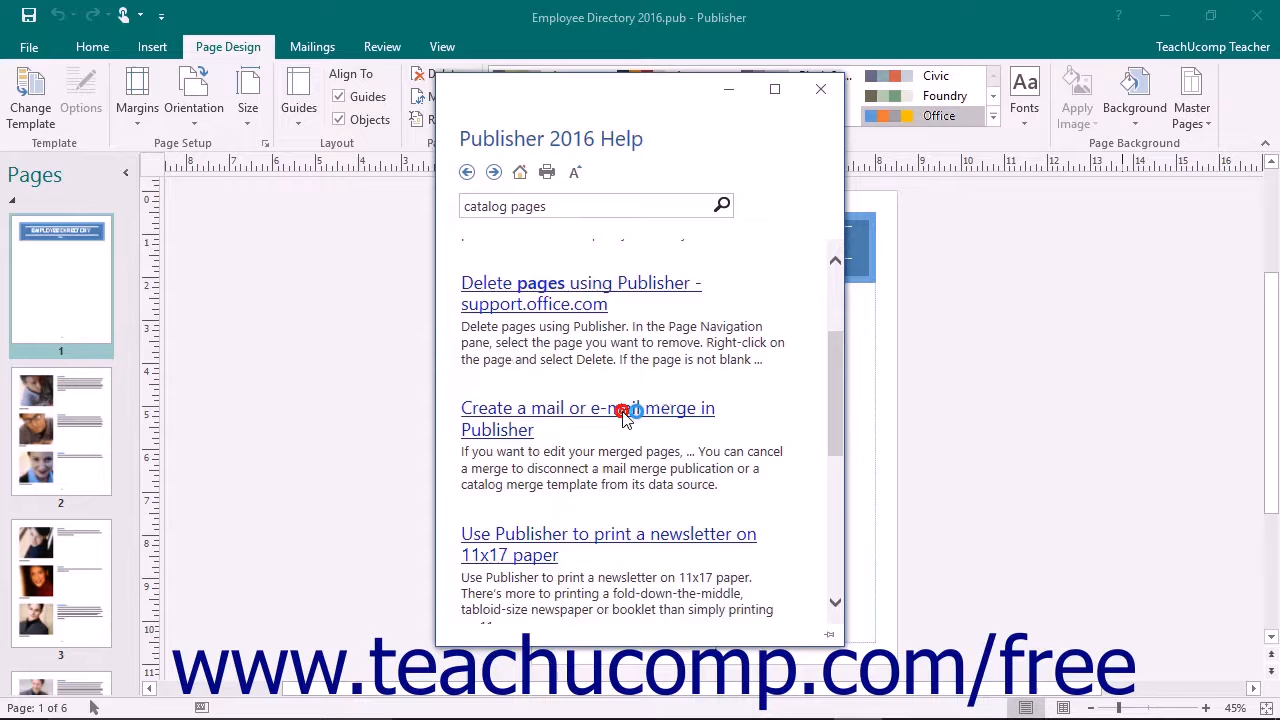 Employee Directory 2016.pub - Publisher
?
File Home Insert Page Design Mailings Review View TeachUcomp Teacher
Change
Template
Options
Margins
Orientation
Size
Guides
Align To
Guides
Objects
Civic
Foundry
Office
Fonts
Apply
Image
Background
Master
Pages
Template Page Setup Layout Page Background
Pages
EMPLOYEE DIRECTORY
1
2
3
Publisher 2016 Help
catalog pages
Delete pages using Publisher -
support.office.com
Delete pages using Publisher. In the Page Navigation
pane, select the page you want to remove. Right-click on
the page and select Delete. If the page is not blank ...
Create a mail or e-mail merge in
Publisher
If you want to edit your merged pages, ... You can cancel
a merge to disconnect a mail merge publication or a
catalog merge template from its data source.
Use Publisher to print a newsletter on
11x17 paper
Use Publisher to print a newsletter on 11x17 paper.
There's more to printing a fold-down-the-middle,
tabloid-size newspaper or booklet than simply printing
www.teachucomp.com/free
Page: 1 of 6
45%